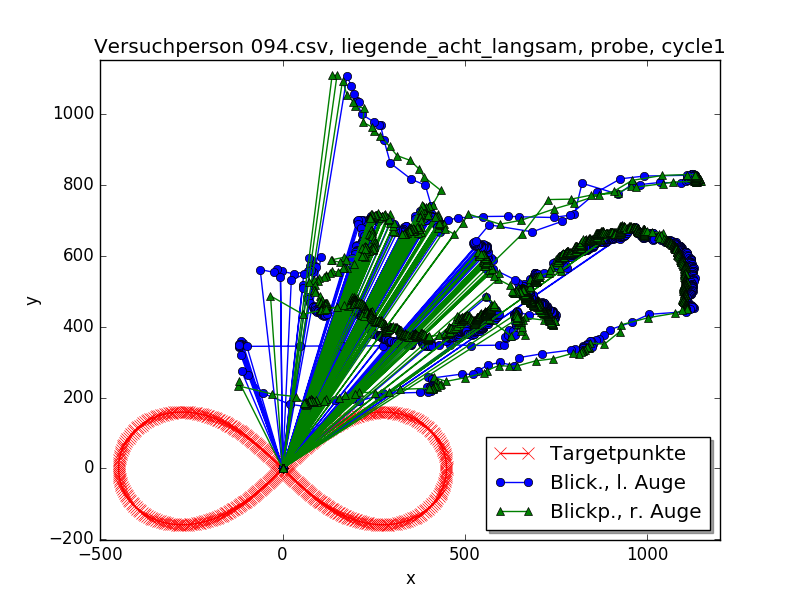 Versuchperson 094.csv, liegende_acht_langsam, probe, cycle1
1000
800
600
y
400
200
0
−200
−500
0
500
1000
x
Targetpunkte
Blick., l. Auge
Blickp., r. Auge